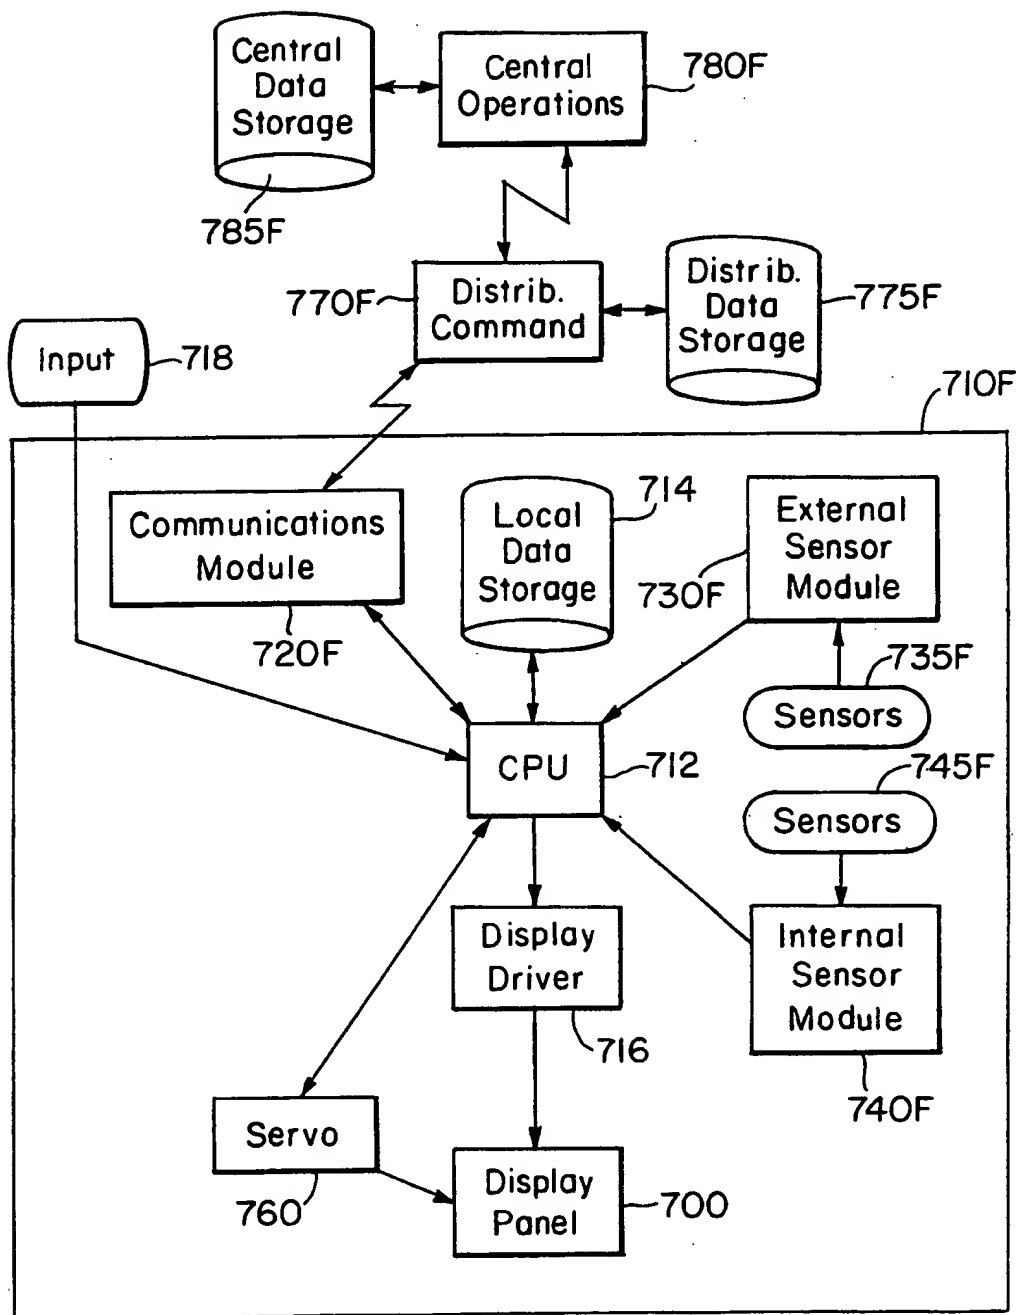 Central
Data
Storage
785F
Central
Operations
780F
770F
Distrib.
Command
Distrib.
Data
Storage
775F
Input
718
710F
Communications
Module
720F
Local
Data
Storage
714
External
Sensor
Module
730F
735F
Sensors
CPU
712
745F
Sensors
Display
Driver
716
Internal
Sensor
Module
740F
Servo
760
Display
Panel
700